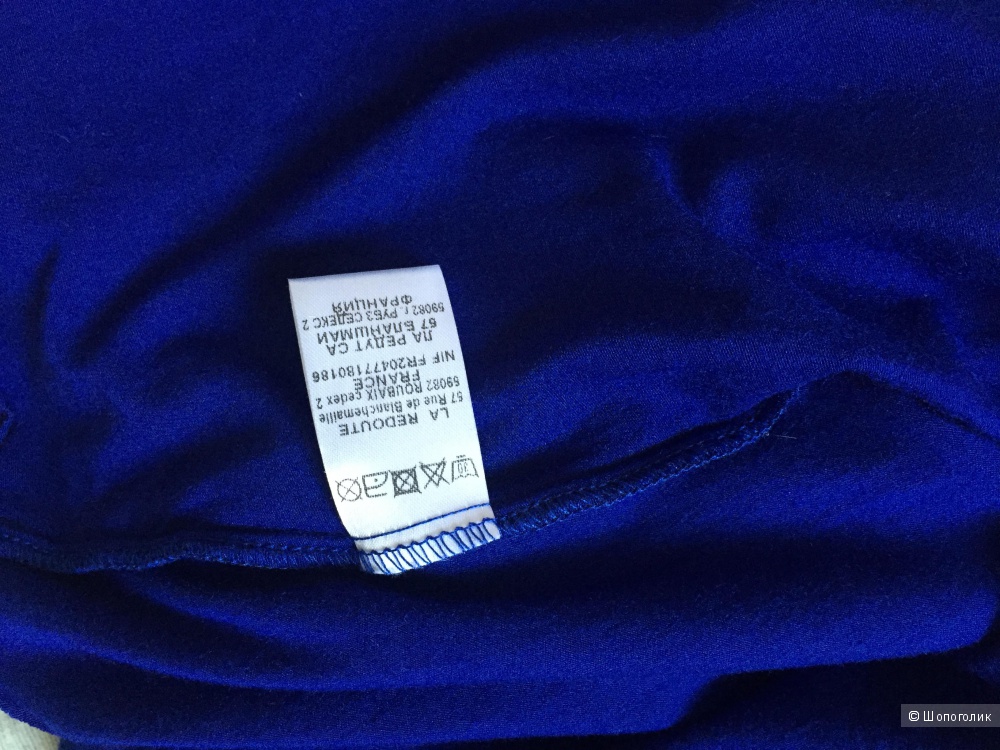 30
LA REDOUTE
57 Rue de Blanchemaille
59082 ROUBAIX cedex 2
FRANCE
NIF FR20477180186
ЛА РЕДУТ СА
57 БЛАНШМАЙ
59082 г. РУБЭ СЕДЕКС 2
ФРАНЦИЯ
© Шопоголик